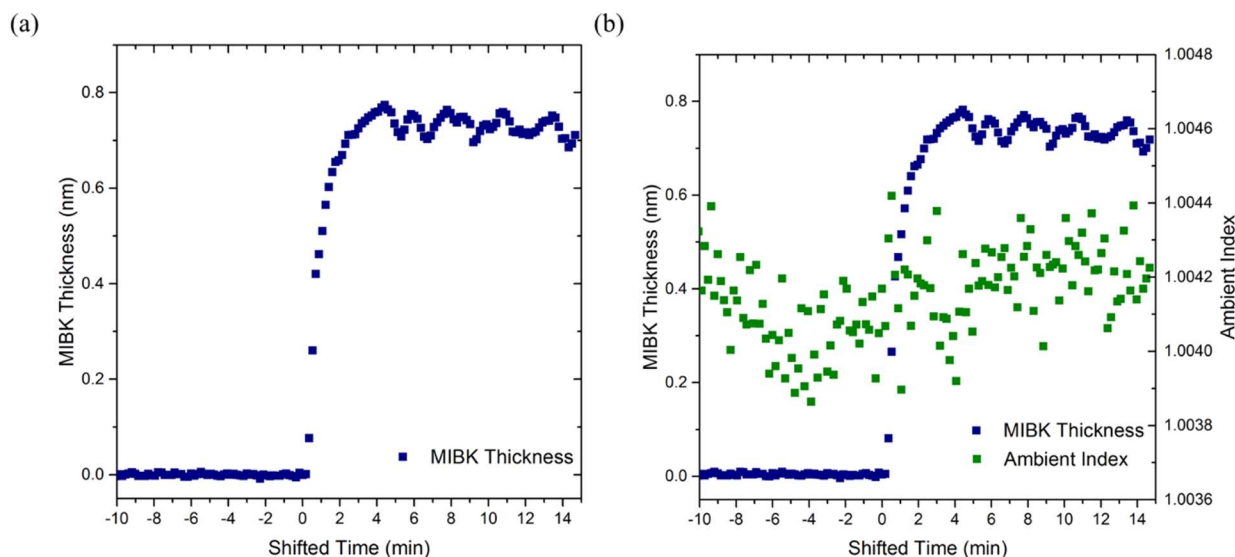 (a)
MIBK Thickness (nm)
0.8
0.6
0.4
0.2
0.0
MIBK Thickness
-10 -8 -6 -4 -2 0 2 4 6 8 10 12 14
Shifted Time (min)
(b)
MIBK Thickness (nm)
0.8
0.6
0.4
0.2
0.0
MIBK Thickness
Ambient Index
-10 -8 -6 -4 -2 0 2 4 6 8 10 12 14
Shifted Time (min)
1.0048
1.0046
1.0044
1.0042
1.0040
1.0038
1.0036
Ambient Index